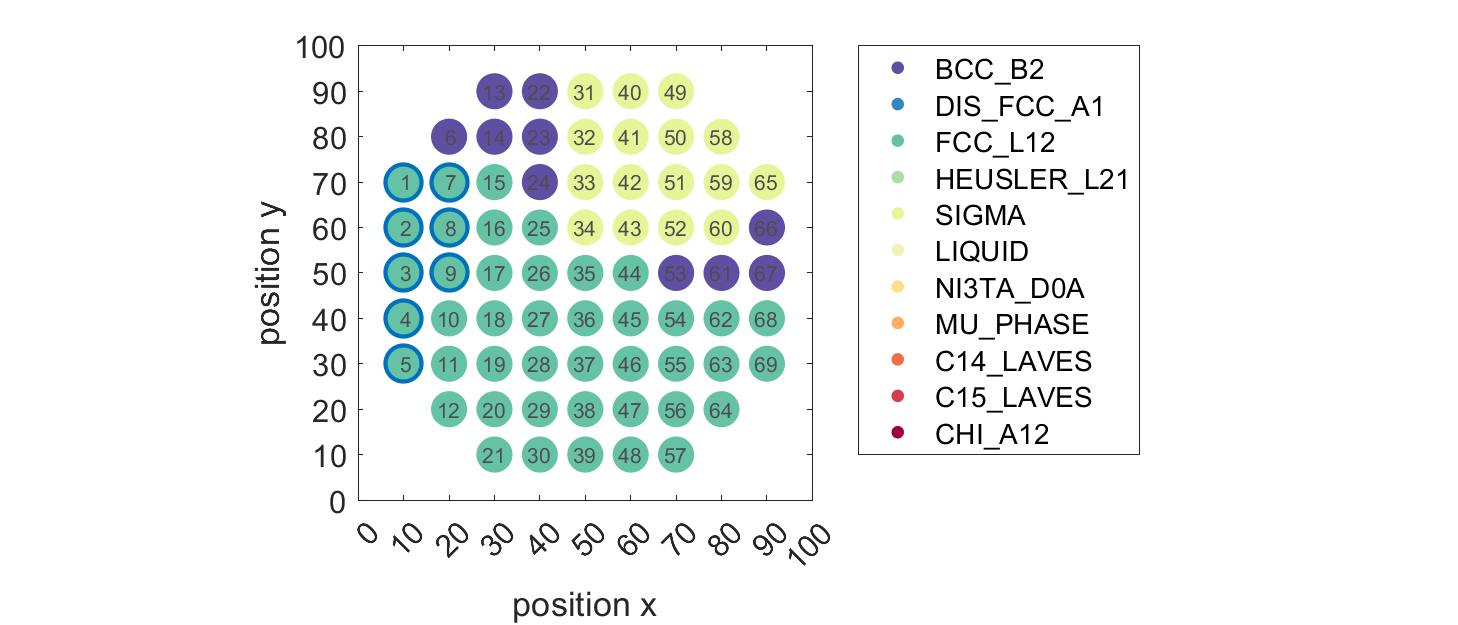 100
90
80
70
60
50
40
30
20
10
0
13 22 31 40 49
6 14 23 32 41 50 58
1 7 15 24 33 42 51 59 65
2 8 16 25 34 43 52 60 66
3 9 17 26 35 44 53 61 67
4 10 18 27 36 45 54 62 68
5 11 19 28 37 46 55 63 69
12 20 29 38 47 56 64
21 30 39 48 57
0 10 20 30 40 50 60 70 80 90 100
position x
position y
BCC_B2
DIS_FCC_A1
FCC_L12
HEUSLER_L21
SIGMA
LIQUID
NI3TA_D0A
MU_PHASE
C14_LAVES
C15_LAVES
CHI_A12